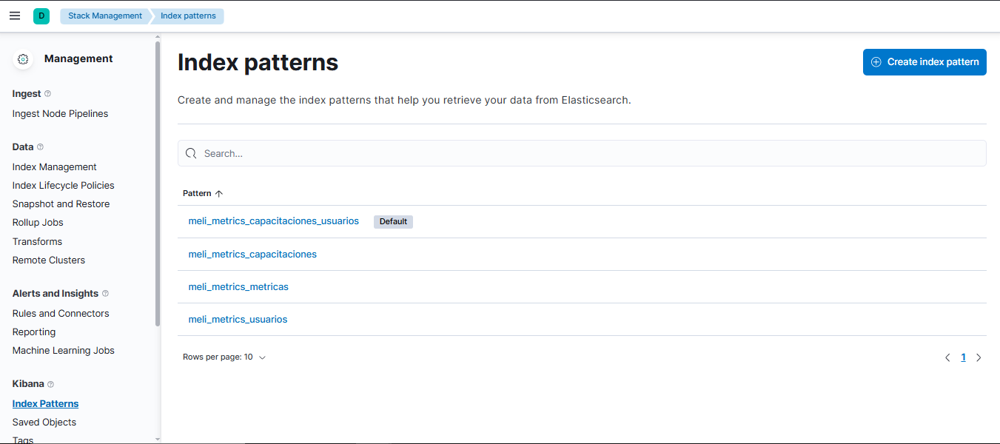 D
Stack Management
Index patterns
Management
Ingest
Ingest Node Pipelines
Data
Index Management
Index Lifecycle Policies
Snapshot and Restore
Rollup Jobs
Transforms
Remote Clusters
Alerts and Insights
Rules and Connectors
Reporting
Machine Learning Jobs
Kibana
Index Patterns
Saved Objects
Tags
Index patterns
Create index pattern
Create and manage the index patterns that help you retrieve your data from Elasticsearch.
Search...
Pattern
meli_metrics_capacitaciones_usuarios Default
meli_metrics_capacitaciones
meli_metrics_metricas
meli_metrics_usuarios
Rows per page: 10
1